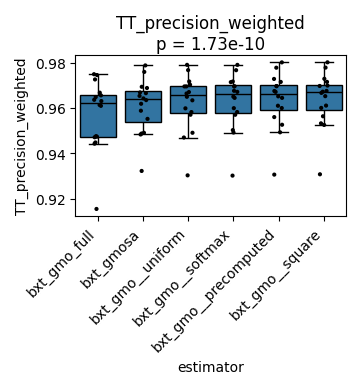 TT_precision_weighted
p = 1.73e-10
TT_precision_weighted
0.98
0.96
0.94
0.92
bxt_gmo_full
bxt_gmosa
bxt_gmo__uniform
bxt_gmo__softmax
bxt_gmo__precomputed
bxt_gmo__square
estimator